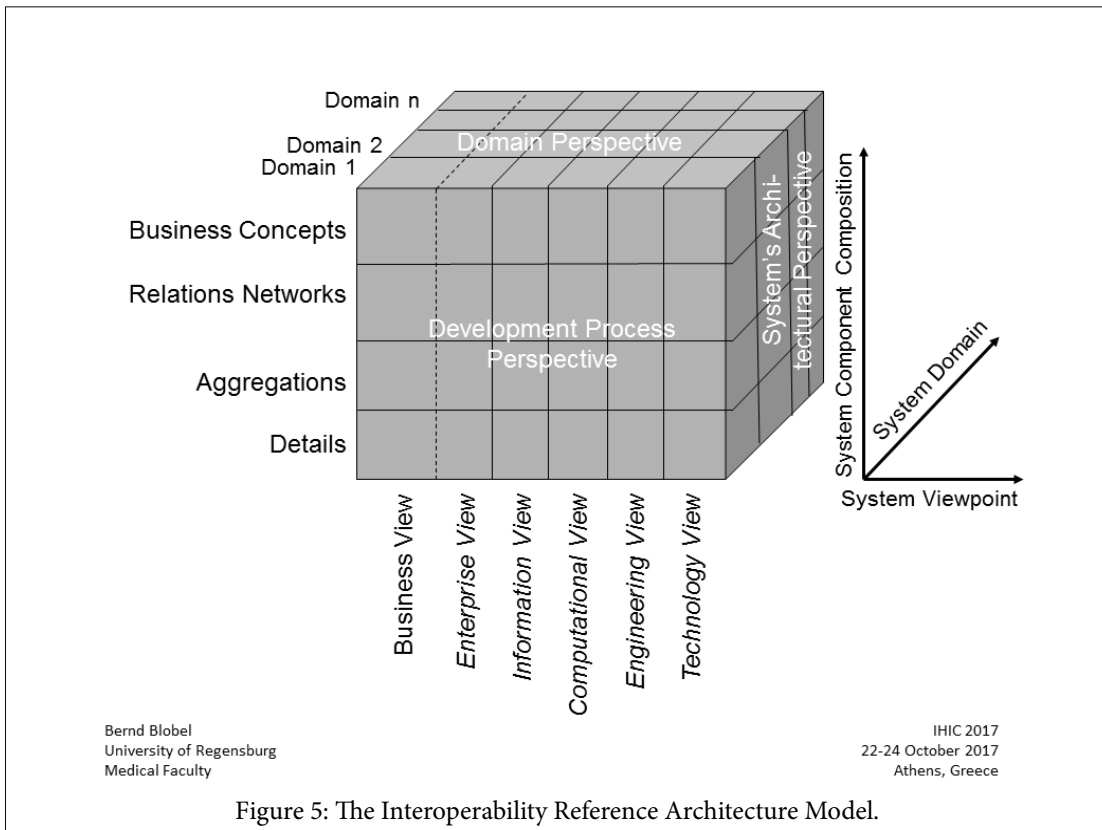 Domain n
Domain 2
Domain 1
Domain Perspective
Business Concepts
Relations Networks
Aggregations
Details
Development Process
Perspective
System's Archi-
tectural Perspective
System Component Composition
System Domain
System Viewpoint
Business View
Enterprise View
Information View
Computational View
Engineering View
Technology View
Bernd Blobel
University of Regensburg
Medical Faculty
IHIC 2017
22-24 October 2017
Athens, Greece
Figure 5: The Interoperability Reference Architecture Model.